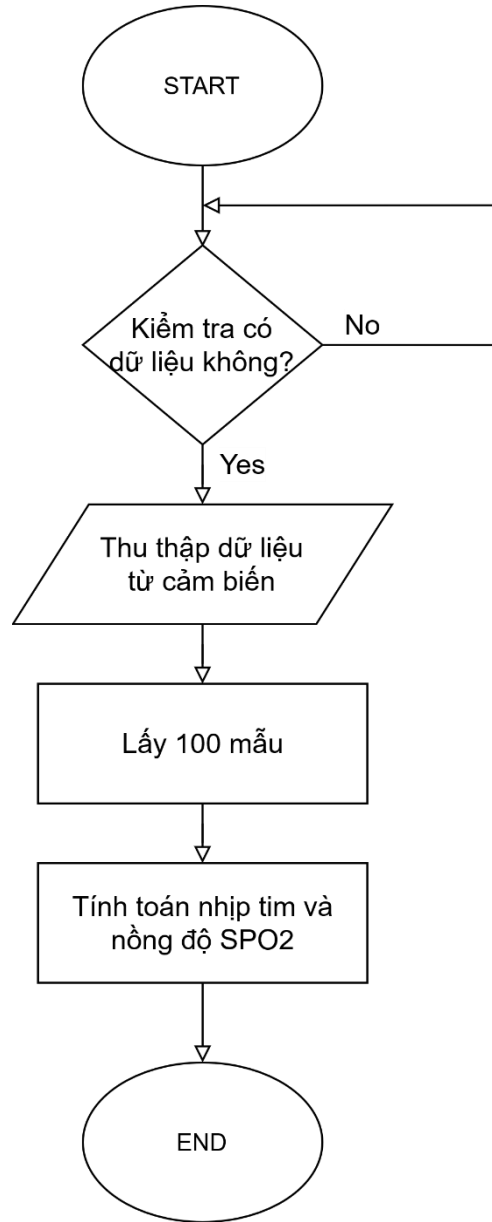 START
Kiểm tra có
dữ liệu không?
No
Yes
Thu thập dữ liệu
từ cảm biến
Lấy 100 mẫu
Tính toán nhịp tim và
nồng độ SPO2
END